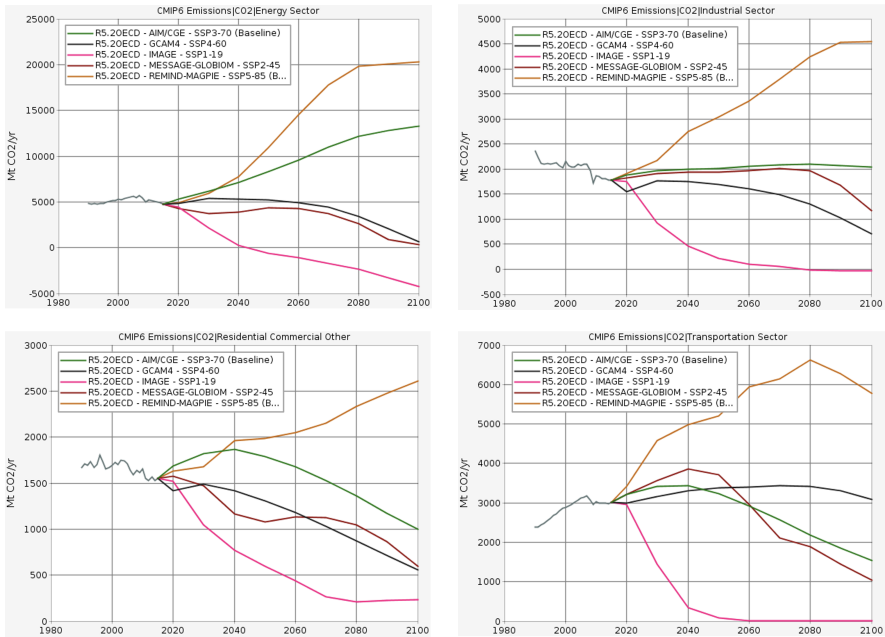 CMIP6 Emissions|CO2|Energy Sector
25000
20000
15000
10000
5000
0
-5000
Mt CO2/yr
R5.2OECD - AIM/CGE - SSP3-70 (Baseline)
R5.2OECD - GCAM4 - SSP4-60
R5.2OECD - IMAGE - SSP1-19
R5.2OECD - MESSAGE-GLOBIOM - SSP2-45
R5.2OECD - REMIND-MAGPIE - SSP5-85 (B...
1980 2000 2020 2040 2060 2080 2100
CMIP6 Emissions|CO2|Industrial Sector
5000
4500
4000
3500
3000
2500
2000
1500
1000
500
0
-500
Mt CO2/yr
R5.2OECD - AIM/CGE - SSP3-70 (Baseline)
R5.2OECD - GCAM4 - SSP4-60
R5.2OECD - IMAGE - SSP1-19
R5.2OECD - MESSAGE-GLOBIOM - SSP2-45
R5.2OECD - REMIND-MAGPIE - SSP5-85 (B...
1980 2000 2020 2040 2060 2080 2100
CMIP6 Emissions|CO2|Residential Commercial Other
3000
2500
2000
1500
1000
500
0
Mt CO2/yr
R5.2OECD - AIM/CGE - SSP3-70 (Baseline)
R5.2OECD - GCAM4 - SSP4-60
R5.2OECD - IMAGE - SSP1-19
R5.2OECD - MESSAGE-GLOBIOM - SSP2-45
R5.2OECD - REMIND-MAGPIE - SSP5-85 (B...
1980 2000 2020 2040 2060 2080 2100
CMIP6 Emissions|CO2|Transportation Sector
7000
6000
5000
4000
3000
2000
1000
0
Mt CO2/yr
R5.2OECD - AIM/CGE - SSP3-70 (Baseline)
R5.2OECD - GCAM4 - SSP4-60
R5.2OECD - IMAGE - SSP1-19
R5.2OECD - MESSAGE-GLOBIOM - SSP2-45
R5.2OECD - REMIND-MAGPIE - SSP5-85 (B...
1980 2000 2020 2040 2060 2080 2100